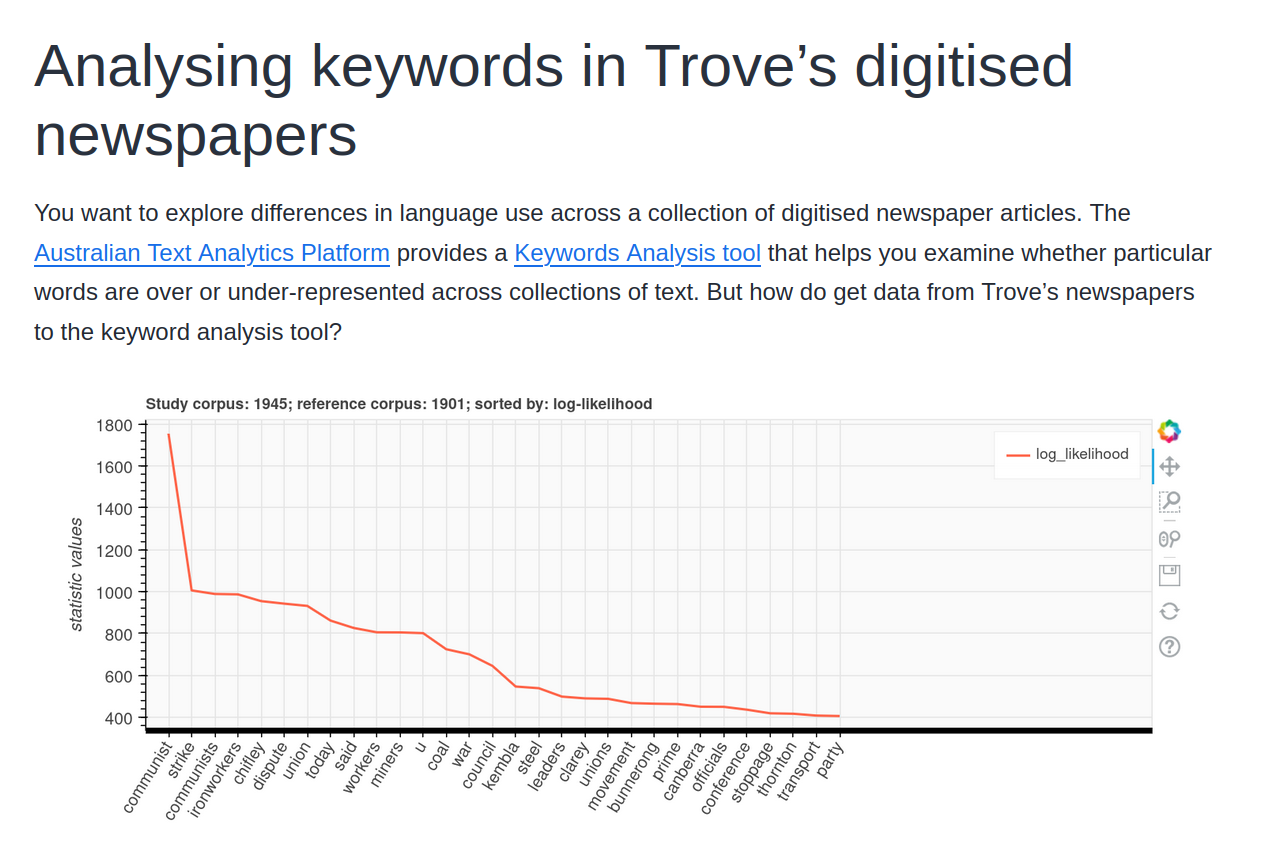 Analysing keywords in Trove’s digitised
newspapers
You want to explore differences in language use across a collection of digitised newspaper articles. The
Australian Text Analytics Platform provides a Keywords Analysis tool that helps you examine whether particular
words are over or under-represented across collections of text. But how do get data from Trove’s newspapers
to the keyword analysis tool?
Study corpus: 1945; reference corpus: 1901; sorted by: log-likelihood
log_likelihood
statistic values
1800
1600
1400
1200
1000
800
600
400
communist
strike
communists
ironworkers
chifley
dispute
union
today
said
workers
miners
u
coal
war
council
kembla
steel
leaders
clarey
unions
movement
bunnerong
prime
canberra
officials
conference
stoppage
thornton
transport
party